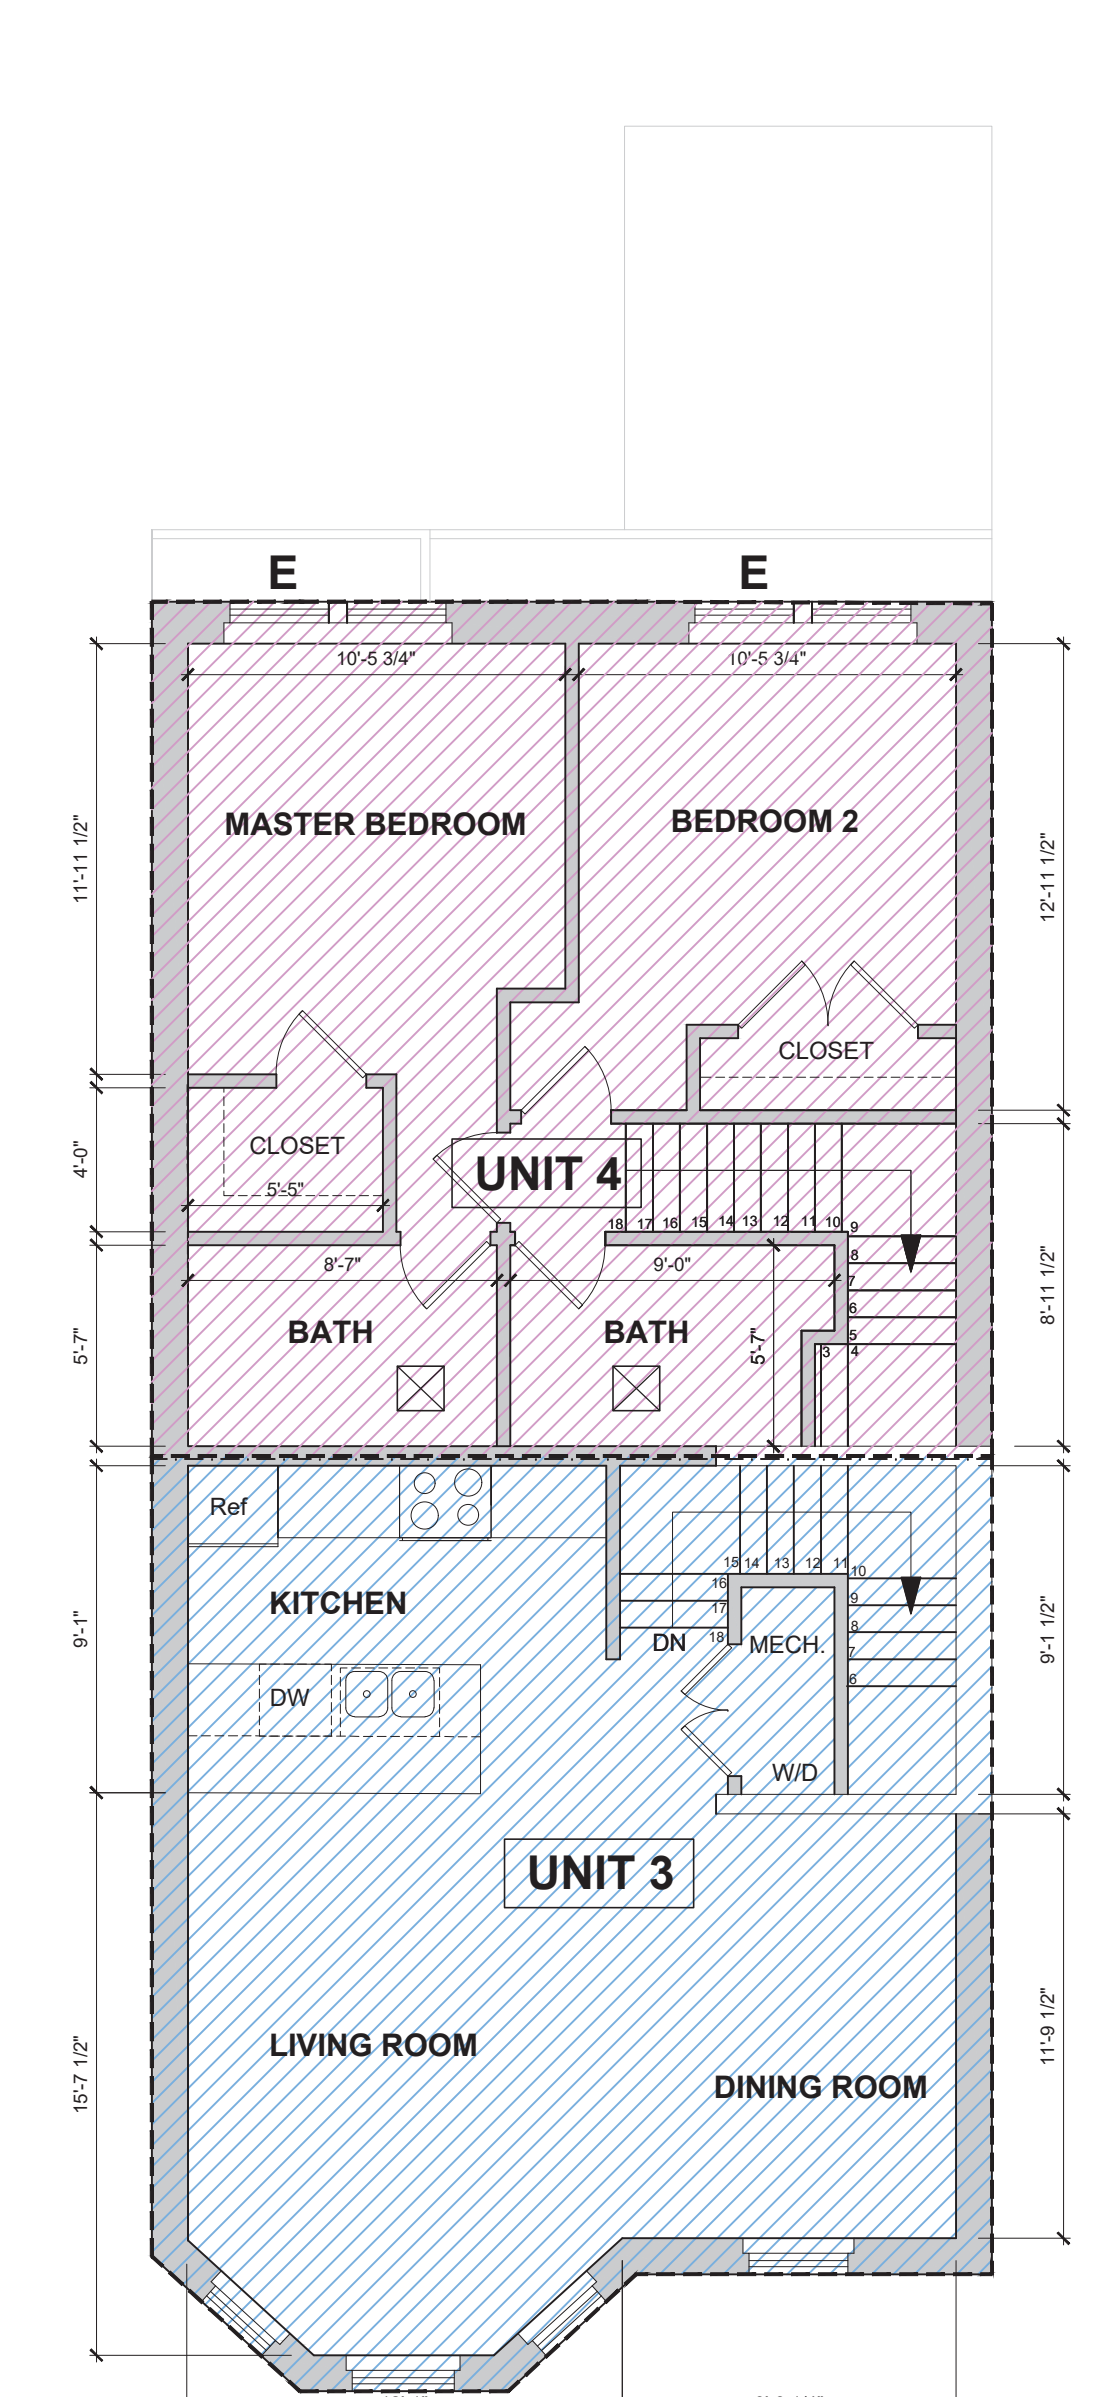 E E
10'-5 3/4" 10'-5 3/4"
MASTER BEDROOM BEDROOM 2
11'-11 1/2" 12'-11 1/2"
CLOSET
CLOSET
4'-0"
UNIT 4
5'-5"
18 17 16 15 14 13 12 11 10 9
8
7
6
5
3 4
8'-7" 9'-0"
8'-11 1/2"
BATH BATH
5'-7" 5'-7"
Ref
15 14 13 12 11 10
16 9
17 8
18 7
6
KITCHEN
9'-1" 9'-1 1/2"
DN MECH.
DW
W/D
UNIT 3
LIVING ROOM
DINING ROOM
15'-7 1/2" 11'-9 1/2"